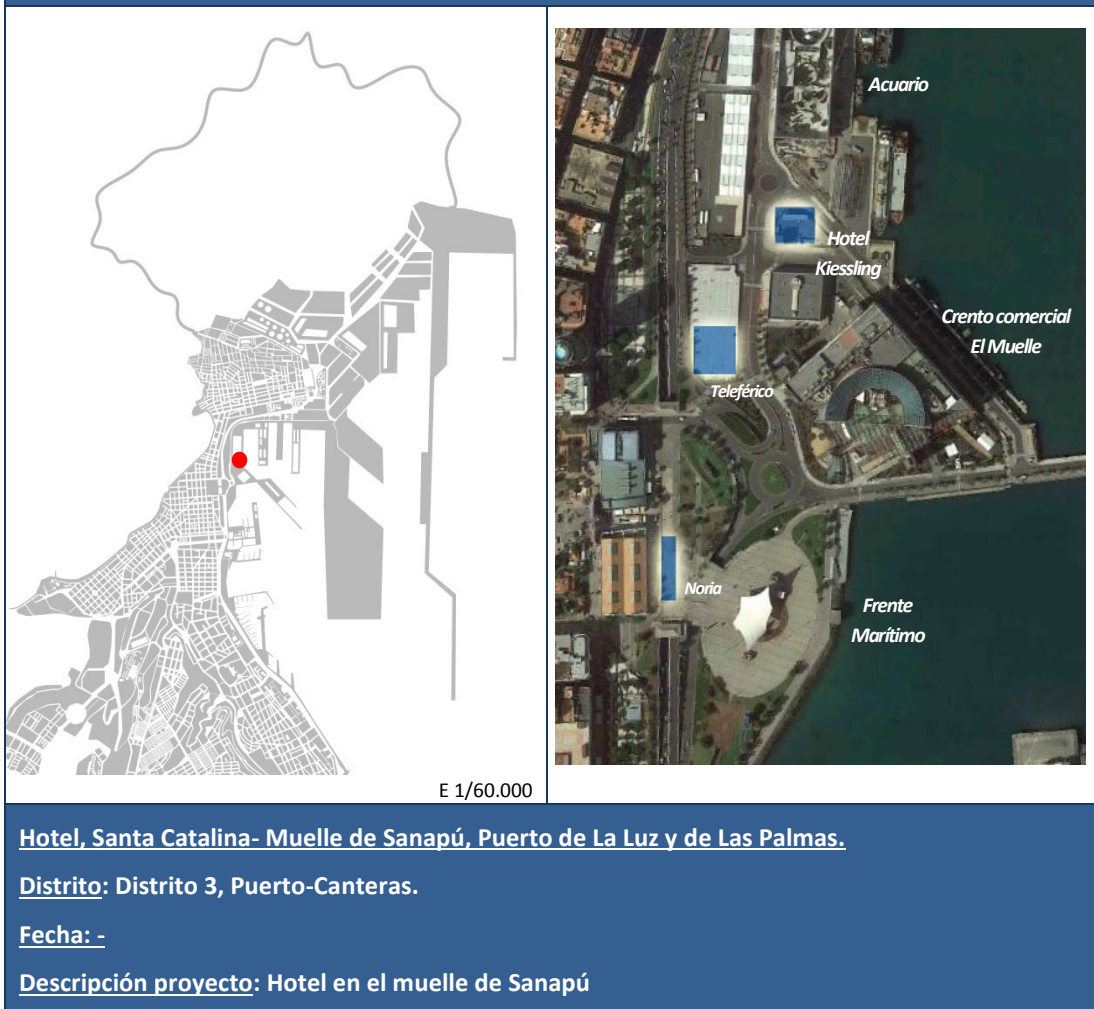 E 1/60.000
Acuario
Hotel
Kiessling
Crento comercial
El Muelle
Teleférico
Noria
Frente
Marítimo
Hotel, Santa Catalina- Muelle de Sanapú, Puerto de La Luz y de Las Palmas.
Distrito: Distrito 3, Puerto-Canteras.
Fecha: -
Descripción proyecto: Hotel en el muelle de Sanapú